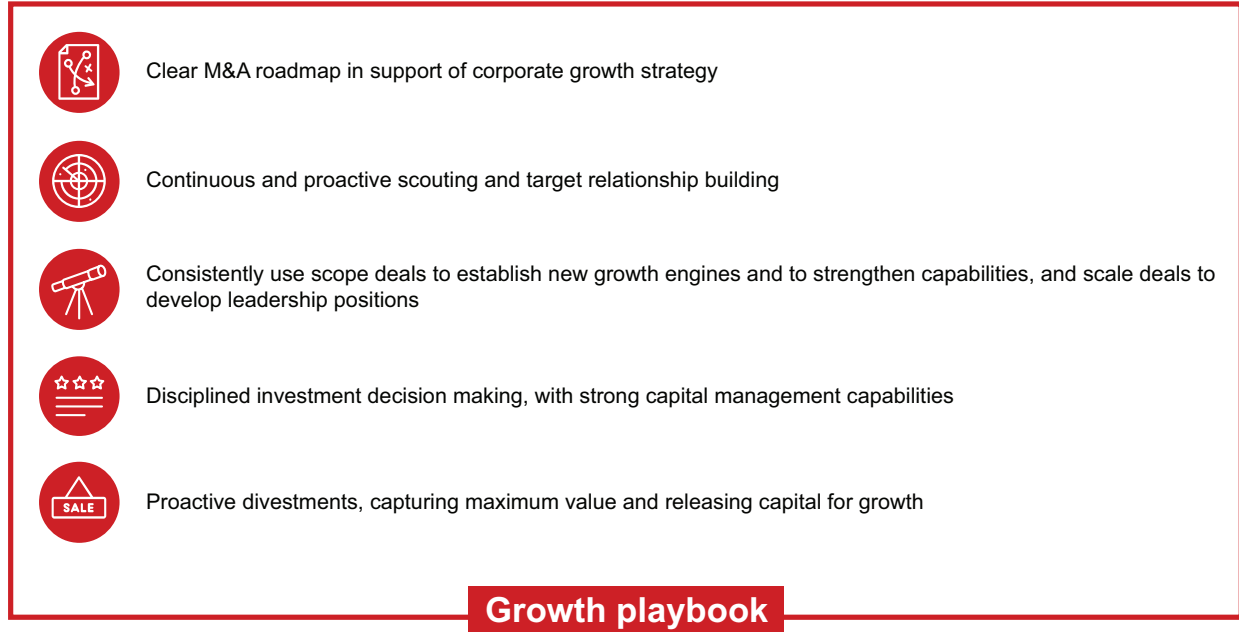 Clear M&A roadmap in support of corporate growth strategy
Continuous and proactive scouting and target relationship building
Consistently use scope deals to establish new growth engines and to strengthen capabilities, and scale deals to
develop leadership positions
Disciplined investment decision making, with strong capital management capabilities
SALE
Proactive divestments, capturing maximum value and releasing capital for growth
Growth playbook